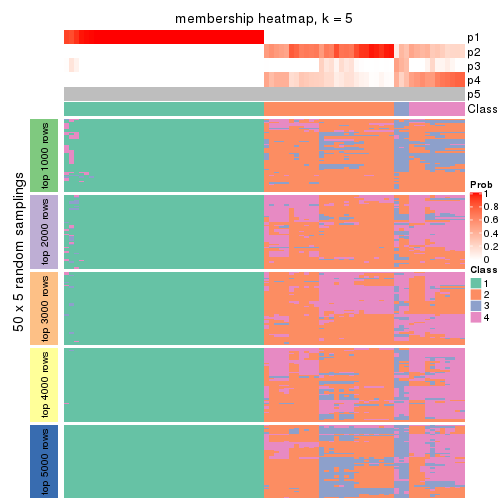 membership heatmap, k = 5
p1
p2
p3
p4
p5
Class
50 x 5 random samplings
top 1000 rows
top 2000 rows
top 3000 rows
top 4000 rows
top 5000 rows
Prob
1
0.8
0.6
0.4
0.2
0
Class
1
2
3
4